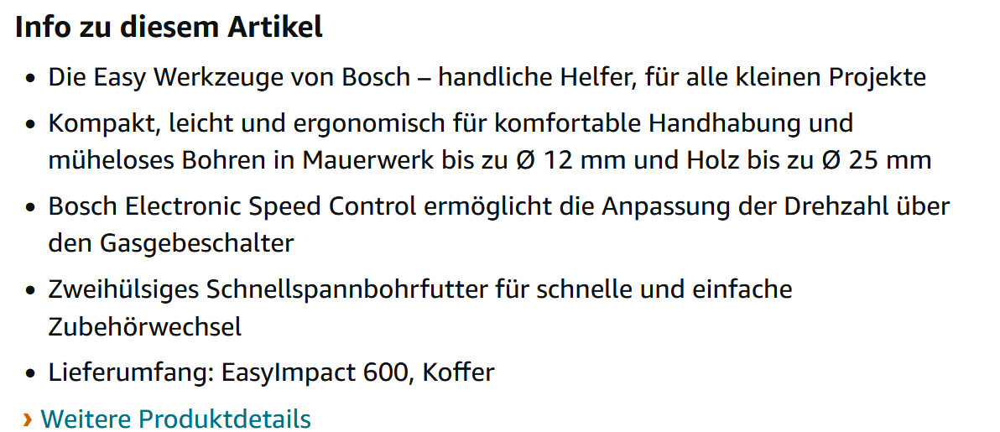 Info zu diesem Artikel
• Die Easy Werkzeuge von Bosch – handliche Helfer, für alle kleinen Projekte
• Kompakt, leicht und ergonomisch für komfortable Handhabung und
müheloses Bohren in Mauerwerk bis zu Ø 12 mm und Holz bis zu Ø 25 mm
• Bosch Electronic Speed Control ermöglicht die Anpassung der Drehzahl über
den Gasgebeschalter
• Zweihülsiges Schnellspannbohrfutter für schnelle und einfache
Zubehörwechsel
• Lieferumfang: EasyImpact 600, Koffer
› Weitere Produktdetails